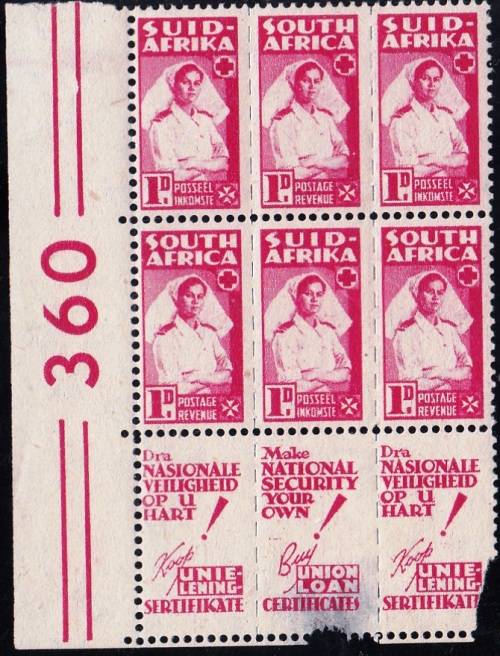 SUID-
AFRIKA
1D POSSEEL
INKOMSTE
SOUTH
AFRICA
1D POSTAGE
REVENUE
SUID-
AFRIKA
1D POSSEEL
INKOMSTE
360
SOUTH
AFRICA
1D POSTAGE
REVENUE
SUID-
AFRIKA
1D POSSEEL
INKOMSTE
SOUTH
AFRICA
1D POSTAGE
REVENUE
Dra
NASIONALE
VEILIGHEID
OP U
HART!
Koop
UNIE-
LENING-
SERTIFIKATE
Make
NATIONAL
SECURITY
YOUR
OWN!
Buy
UNION
LOAN
CERTIFICATES
Dra
NASIONALE
VEILIGHEID
OP U
HART!
Koop
UNIE-
LENING-
SERTIFIKAT